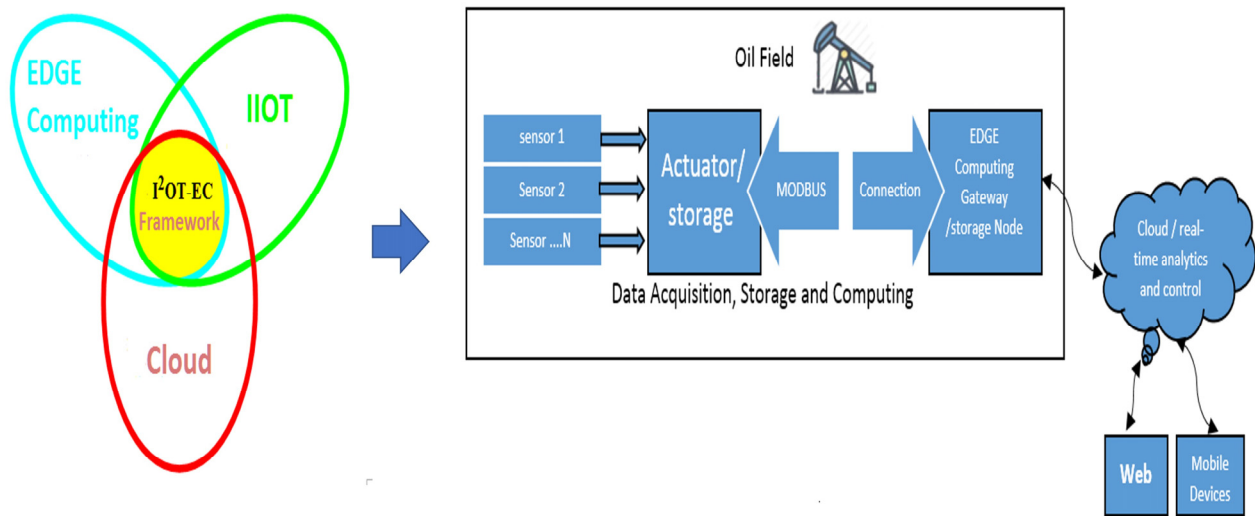 EDGE
Computing
IIOT
I²OT-EC
Framework
Cloud
Oil Field
sensor 1
Sensor 2
Sensor ....N
Actuator/
storage
MODBUS
Connection
EDGE
Computing
Gateway
/storage Node
Data Acquisition, Storage and Computing
Cloud / real-
time analytics
and control
Web
Mobile
Devices